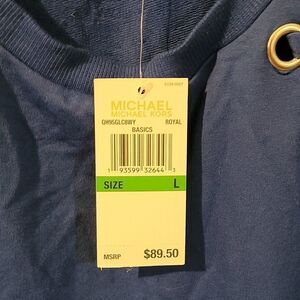 MICHAEL
MICHAEL KORS
QH95GLC8WY ROYAL
BASICS
1 93599 32644 3
SIZE L
MSRP $89.50